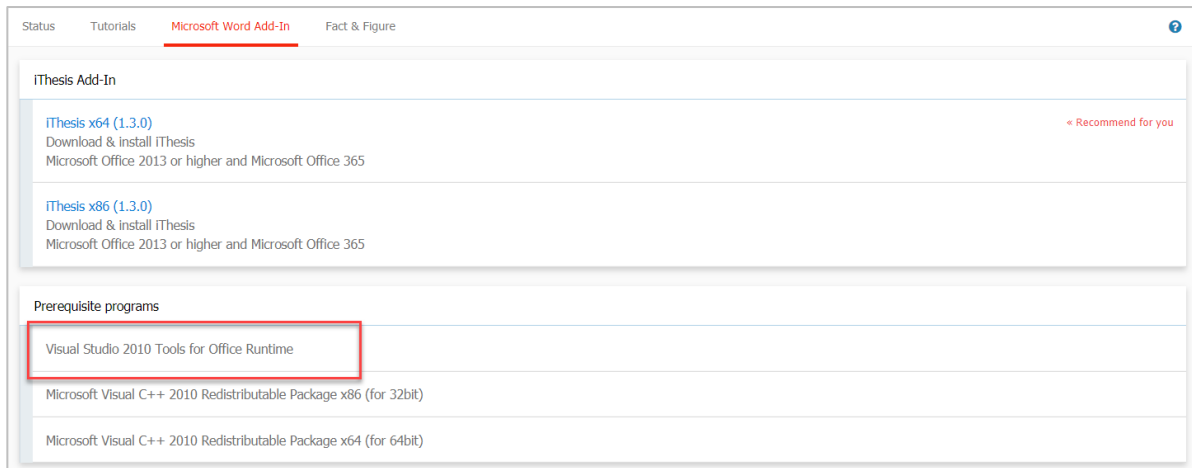 Status Tutorials Microsoft Word Add-In Fact & Figure ?
iThesis Add-In
iThesis x64 (1.3.0) « Recommend for you
Download & install iThesis
Microsoft Office 2013 or higher and Microsoft Office 365
iThesis x86 (1.3.0)
Download & install iThesis
Microsoft Office 2013 or higher and Microsoft Office 365
Prerequisite programs
Visual Studio 2010 Tools for Office Runtime
Microsoft Visual C++ 2010 Redistributable Package x86 (for 32bit)
Microsoft Visual C++ 2010 Redistributable Package x64 (for 64bit)